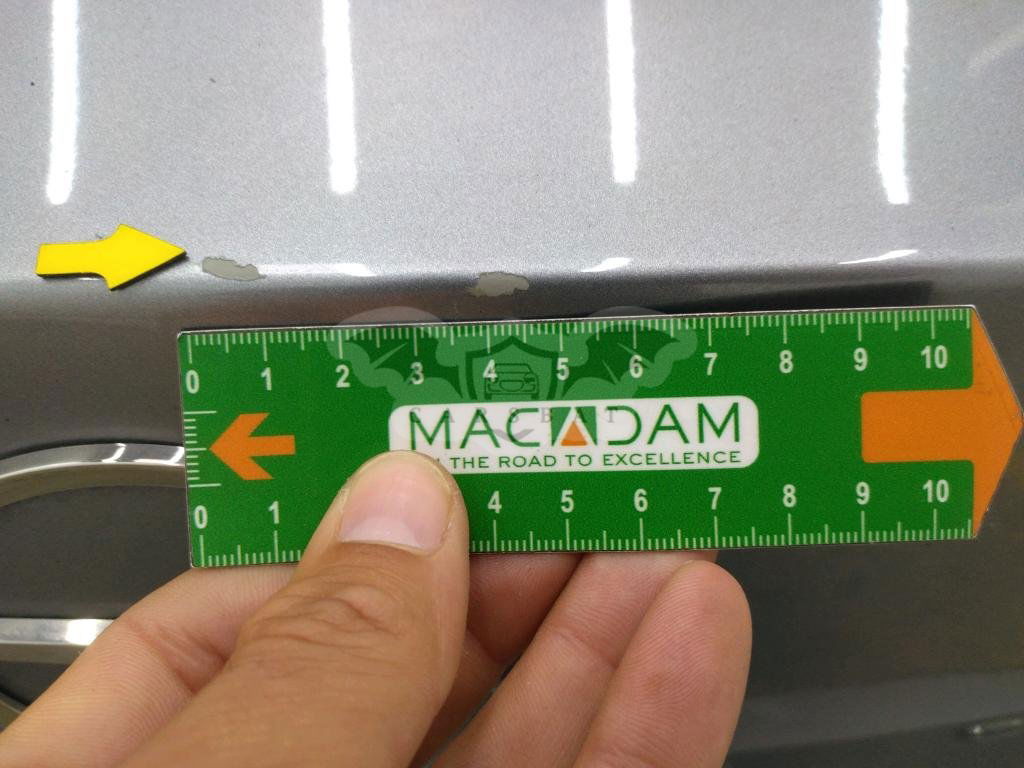 0 1 2 3 4 5 6 7 8 9 10
CARSBAT
MACADAM
THE ROAD TO EXCELLENCE
0 1 4 5 6 7 8 9 10